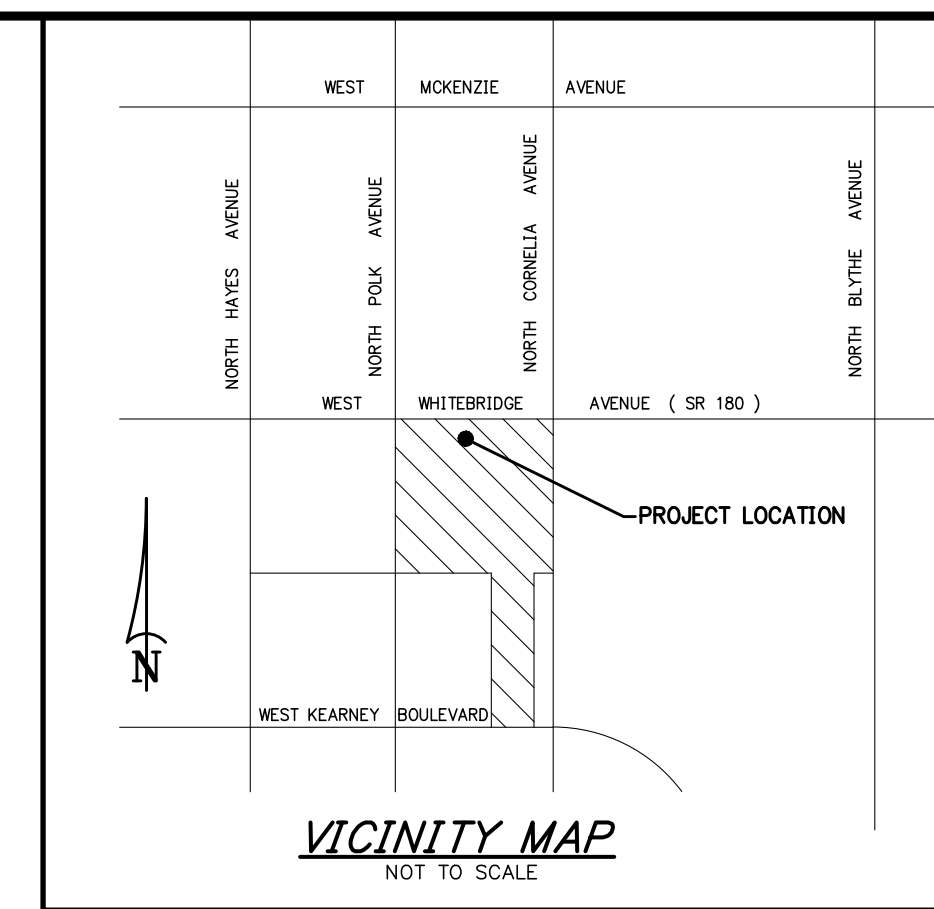 WEST MCKENZIE AVENUE
NORTH HAYES AVENUE
NORTH POLK AVENUE
NORTH CORNELIA AVENUE
NORTH BLYTHE AVENUE
WEST WHITEBRIDGE AVENUE ( SR 180 )
PROJECT LOCATION
N
WEST KEARNEY BOULEVARD
VICINITY MAP
NOT TO SCALE